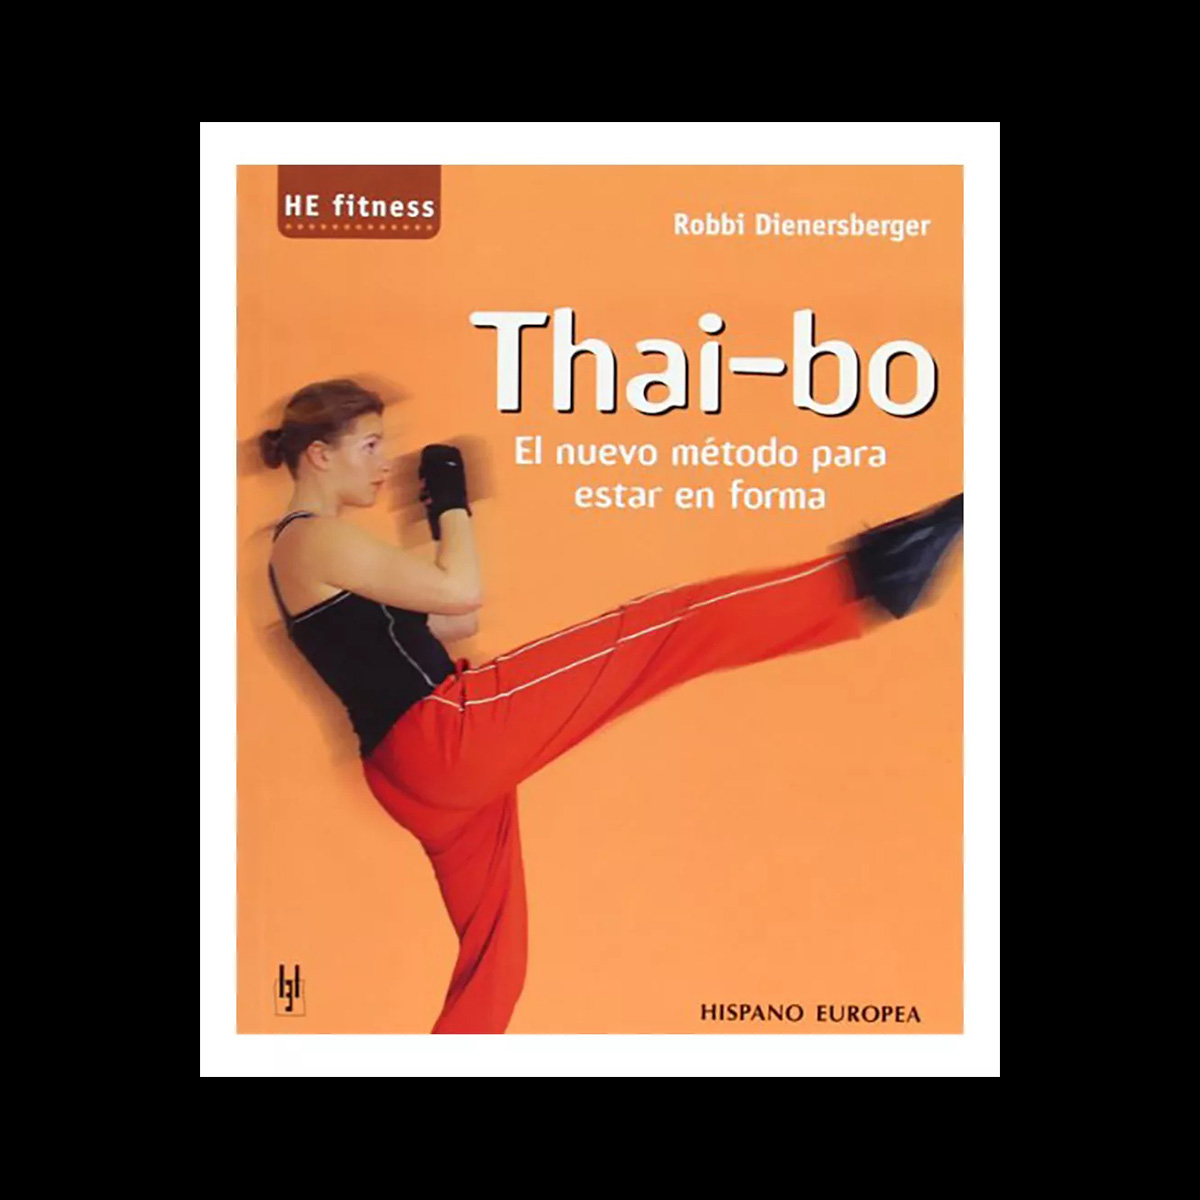 HE fitness
Robbi Dienersberger
Thai-bo
El nuevo método para
estar en forma
HISPANO EUROPEA